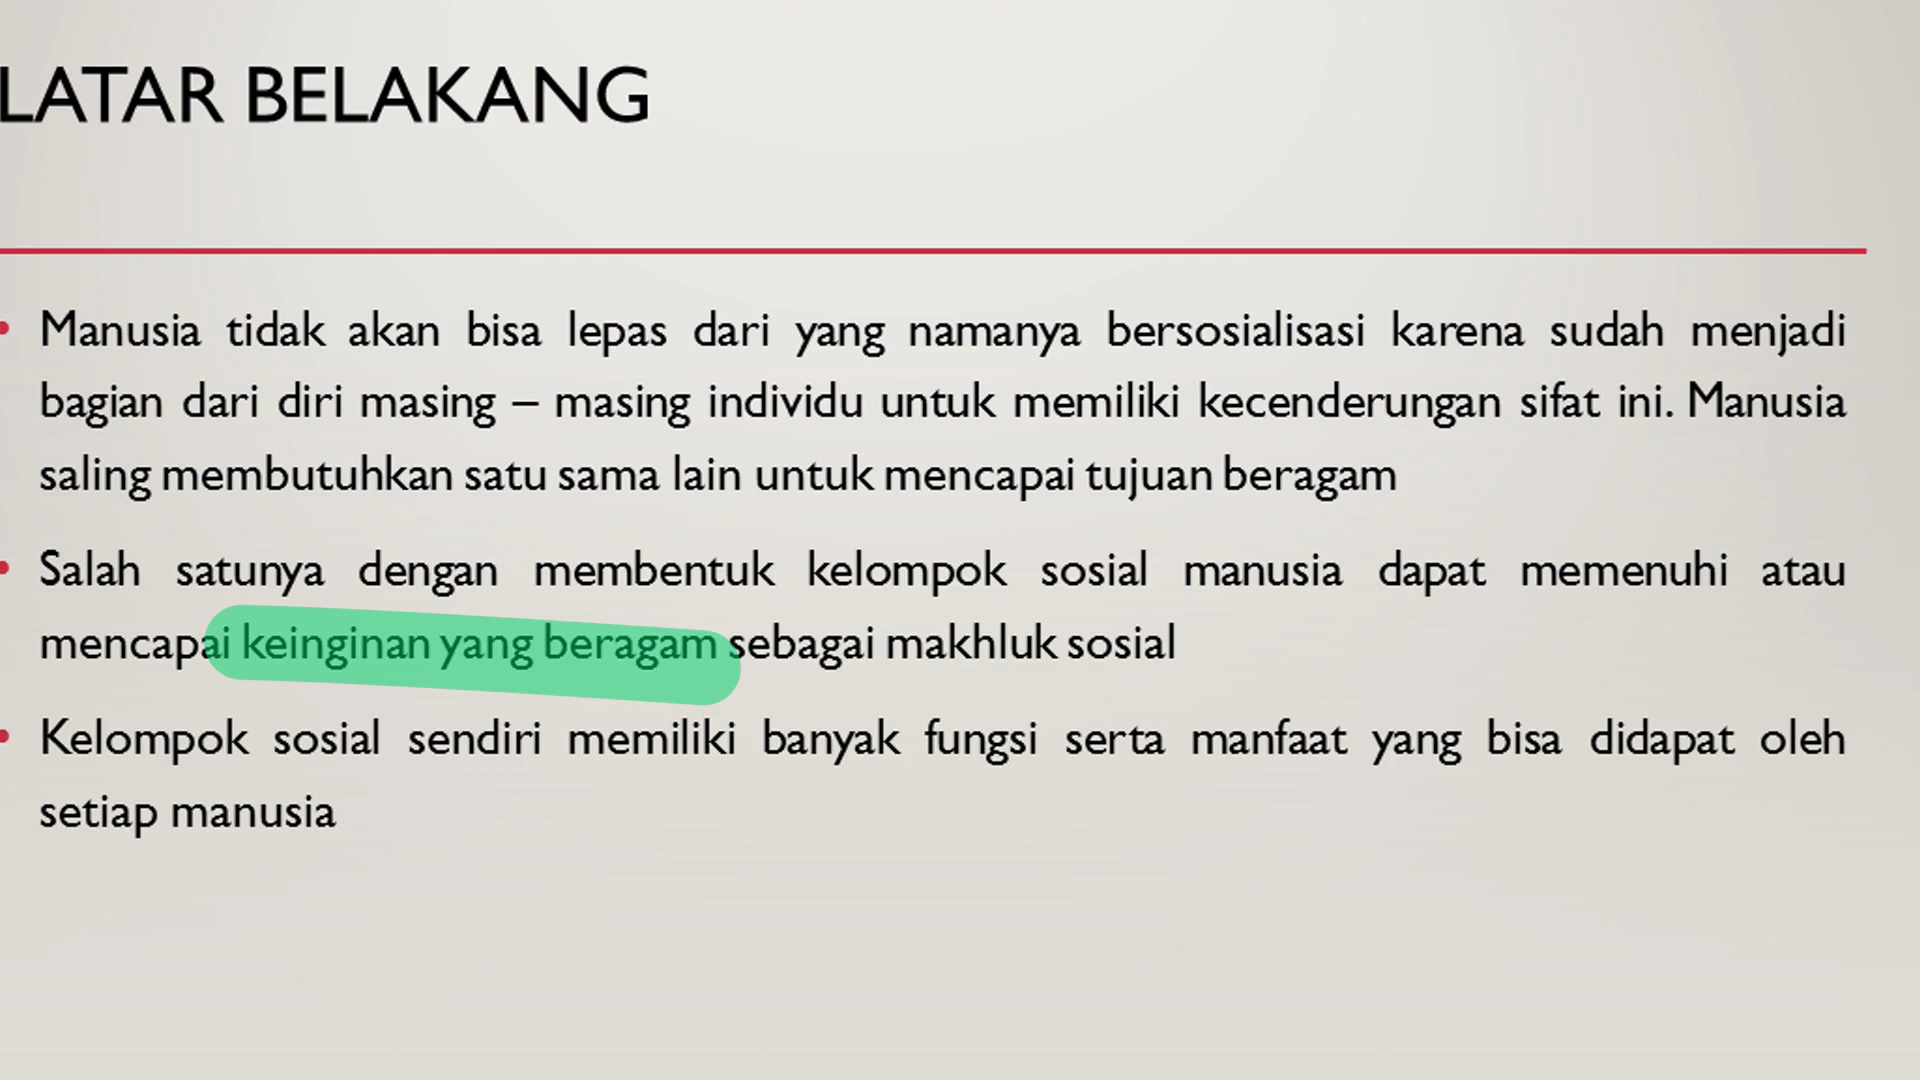 LATAR BELAKANG
• Manusia tidak akan bisa lepas dari yang namanya bersosialisasi karena sudah menjadi
bagian dari diri masing – masing individu untuk memiliki kecenderungan sifat ini. Manusia
saling membutuhkan satu sama lain untuk mencapai tujuan beragam
• Salah satunya dengan membentuk kelompok sosial manusia dapat memenuhi atau
mencapai keinginan yang beragam sebagai makhluk sosial
• Kelompok sosial sendiri memiliki banyak fungsi serta manfaat yang bisa didapat oleh
setiap manusia